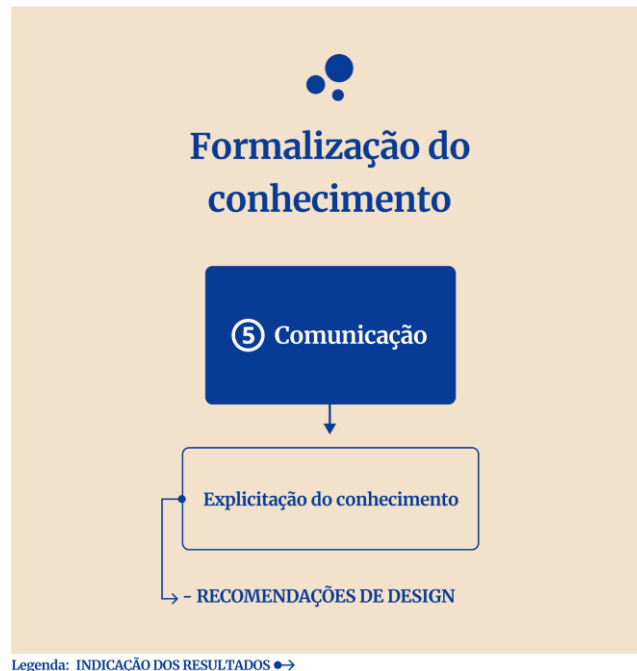 Formalização do
conhecimento
5 Comunicação
Explicitação do conhecimento
- RECOMENDAÇÕES DE DESIGN
Legenda: INDICAÇÃO DOS RESULTADOS